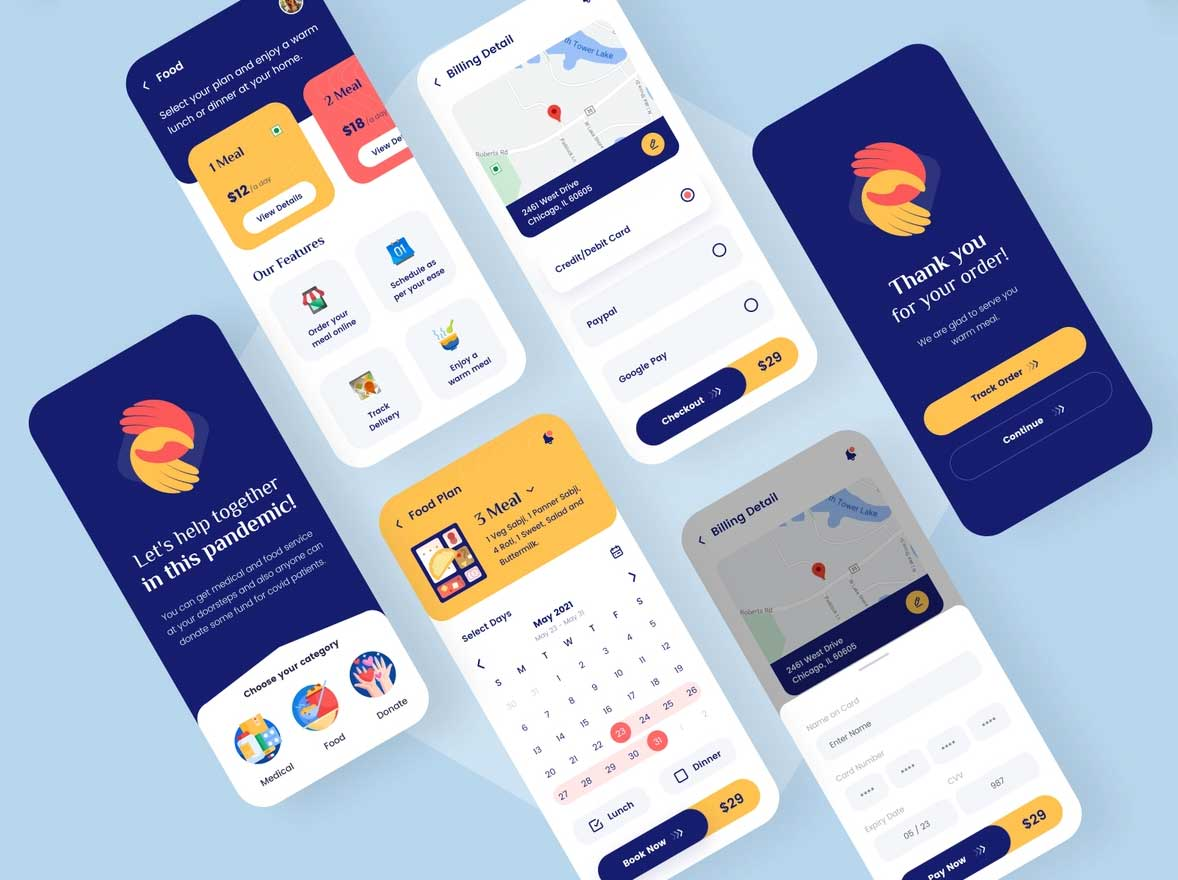 Food
Select your plan and enjoy a warm
lunch or dinner at your home.
1 Meal
$12/a day
View Details
2 Meal
$18/a day
View De
Our Features
Order your
meal online
01
Schedule as
per your ease
Track
Delivery
Enjoy a
warm meal
Billing Detail
th Tower Lake
Roberts Rd
2461 West Drive
Chicago, IL 60605
Credit/Debit Card
Paypal
Google Pay
Checkout
$29
Thank you
for your order!
We are glad to serve you
warm meal.
Track Order
Continue
Let's help together
in this pandemic!
You can get medical and food service
at your doorsteps and also anyone can
donate some fund for covid patients.
Choose your category
Medical
Food
Donate
Food Plan
3 Meal
1 Veg Sabji, 1 Panner Sabji,
4 Roti, 1 Sweet, Salad and
Buttermilk.
Select Days
May 2021
May 23 - May 31
S M T W T F S
30 31 1 2 3 4 5
6 7 8 9 10 11 12
13 14 15 16 17 18 19
20 21 22 23 24 25 26
27 28 29 30 31 1 2
Lunch
Dinner
Book Now
$29
Billing Detail
th Tower Lake
Roberts Rd
2461 West Drive
Chicago, IL 60605
Name on Card
Enter Name
Card Number
**** **** **** ****
Expiry Date
CVV
05 / 23
987
Pay Now
$29